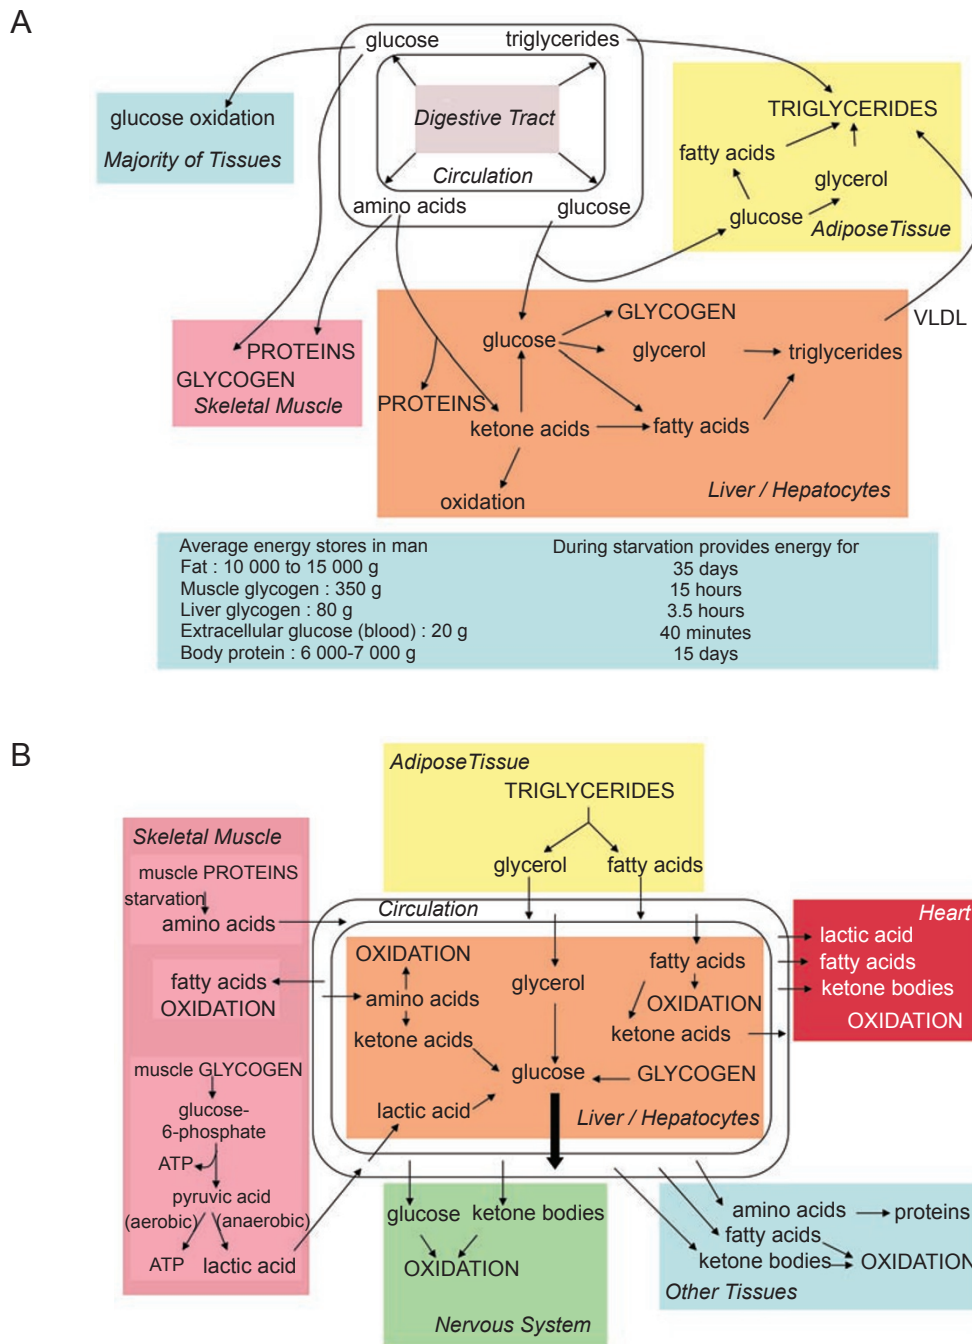 A
glucose
triglycerides
glucose oxidation
Majority of Tissues
Digestive Tract
Circulation
amino acids
glucose
TRIGLYCERIDES
fatty acids
glycerol
glucose
AdiposeTissue
PROTEINS
GLYCOGEN
Skeletal Muscle
GLYCOGEN
glucose
glycerol
triglycerides
VLDL
PROTEINS
ketone acids
fatty acids
oxidation
Liver / Hepatocytes
Average energy stores in man
During starvation provides energy for
Fat : 10 000 to 15 000 g
35 days
Muscle glycogen : 350 g
15 hours
Liver glycogen : 80 g
3.5 hours
Extracellular glucose (blood) : 20 g
40 minutes
Body protein : 6 000-7 000 g
15 days
B
AdiposeTissue
TRIGLYCERIDES
glycerol
fatty acids
Skeletal Muscle
muscle PROTEINS
starvation
amino acids
fatty acids
OXIDATION
muscle GLYCOGEN
glucose-
6-phosphate
ATP
pyruvic acid
(aerobic)
(anaerobic)
ATP
lactic acid
Circulation
OXIDATION
amino acids
ketone acids
lactic acid
glycerol
glucose
fatty acids
OXIDATION
ketone acids
GLYCOGEN
Liver / Hepatocytes
Heart
lactic acid
fatty acids
ketone bodies
OXIDATION
glucose
ketone bodies
OXIDATION
Nervous System
amino acids
proteins
fatty acids
ketone bodies
OXIDATION
Other Tissues